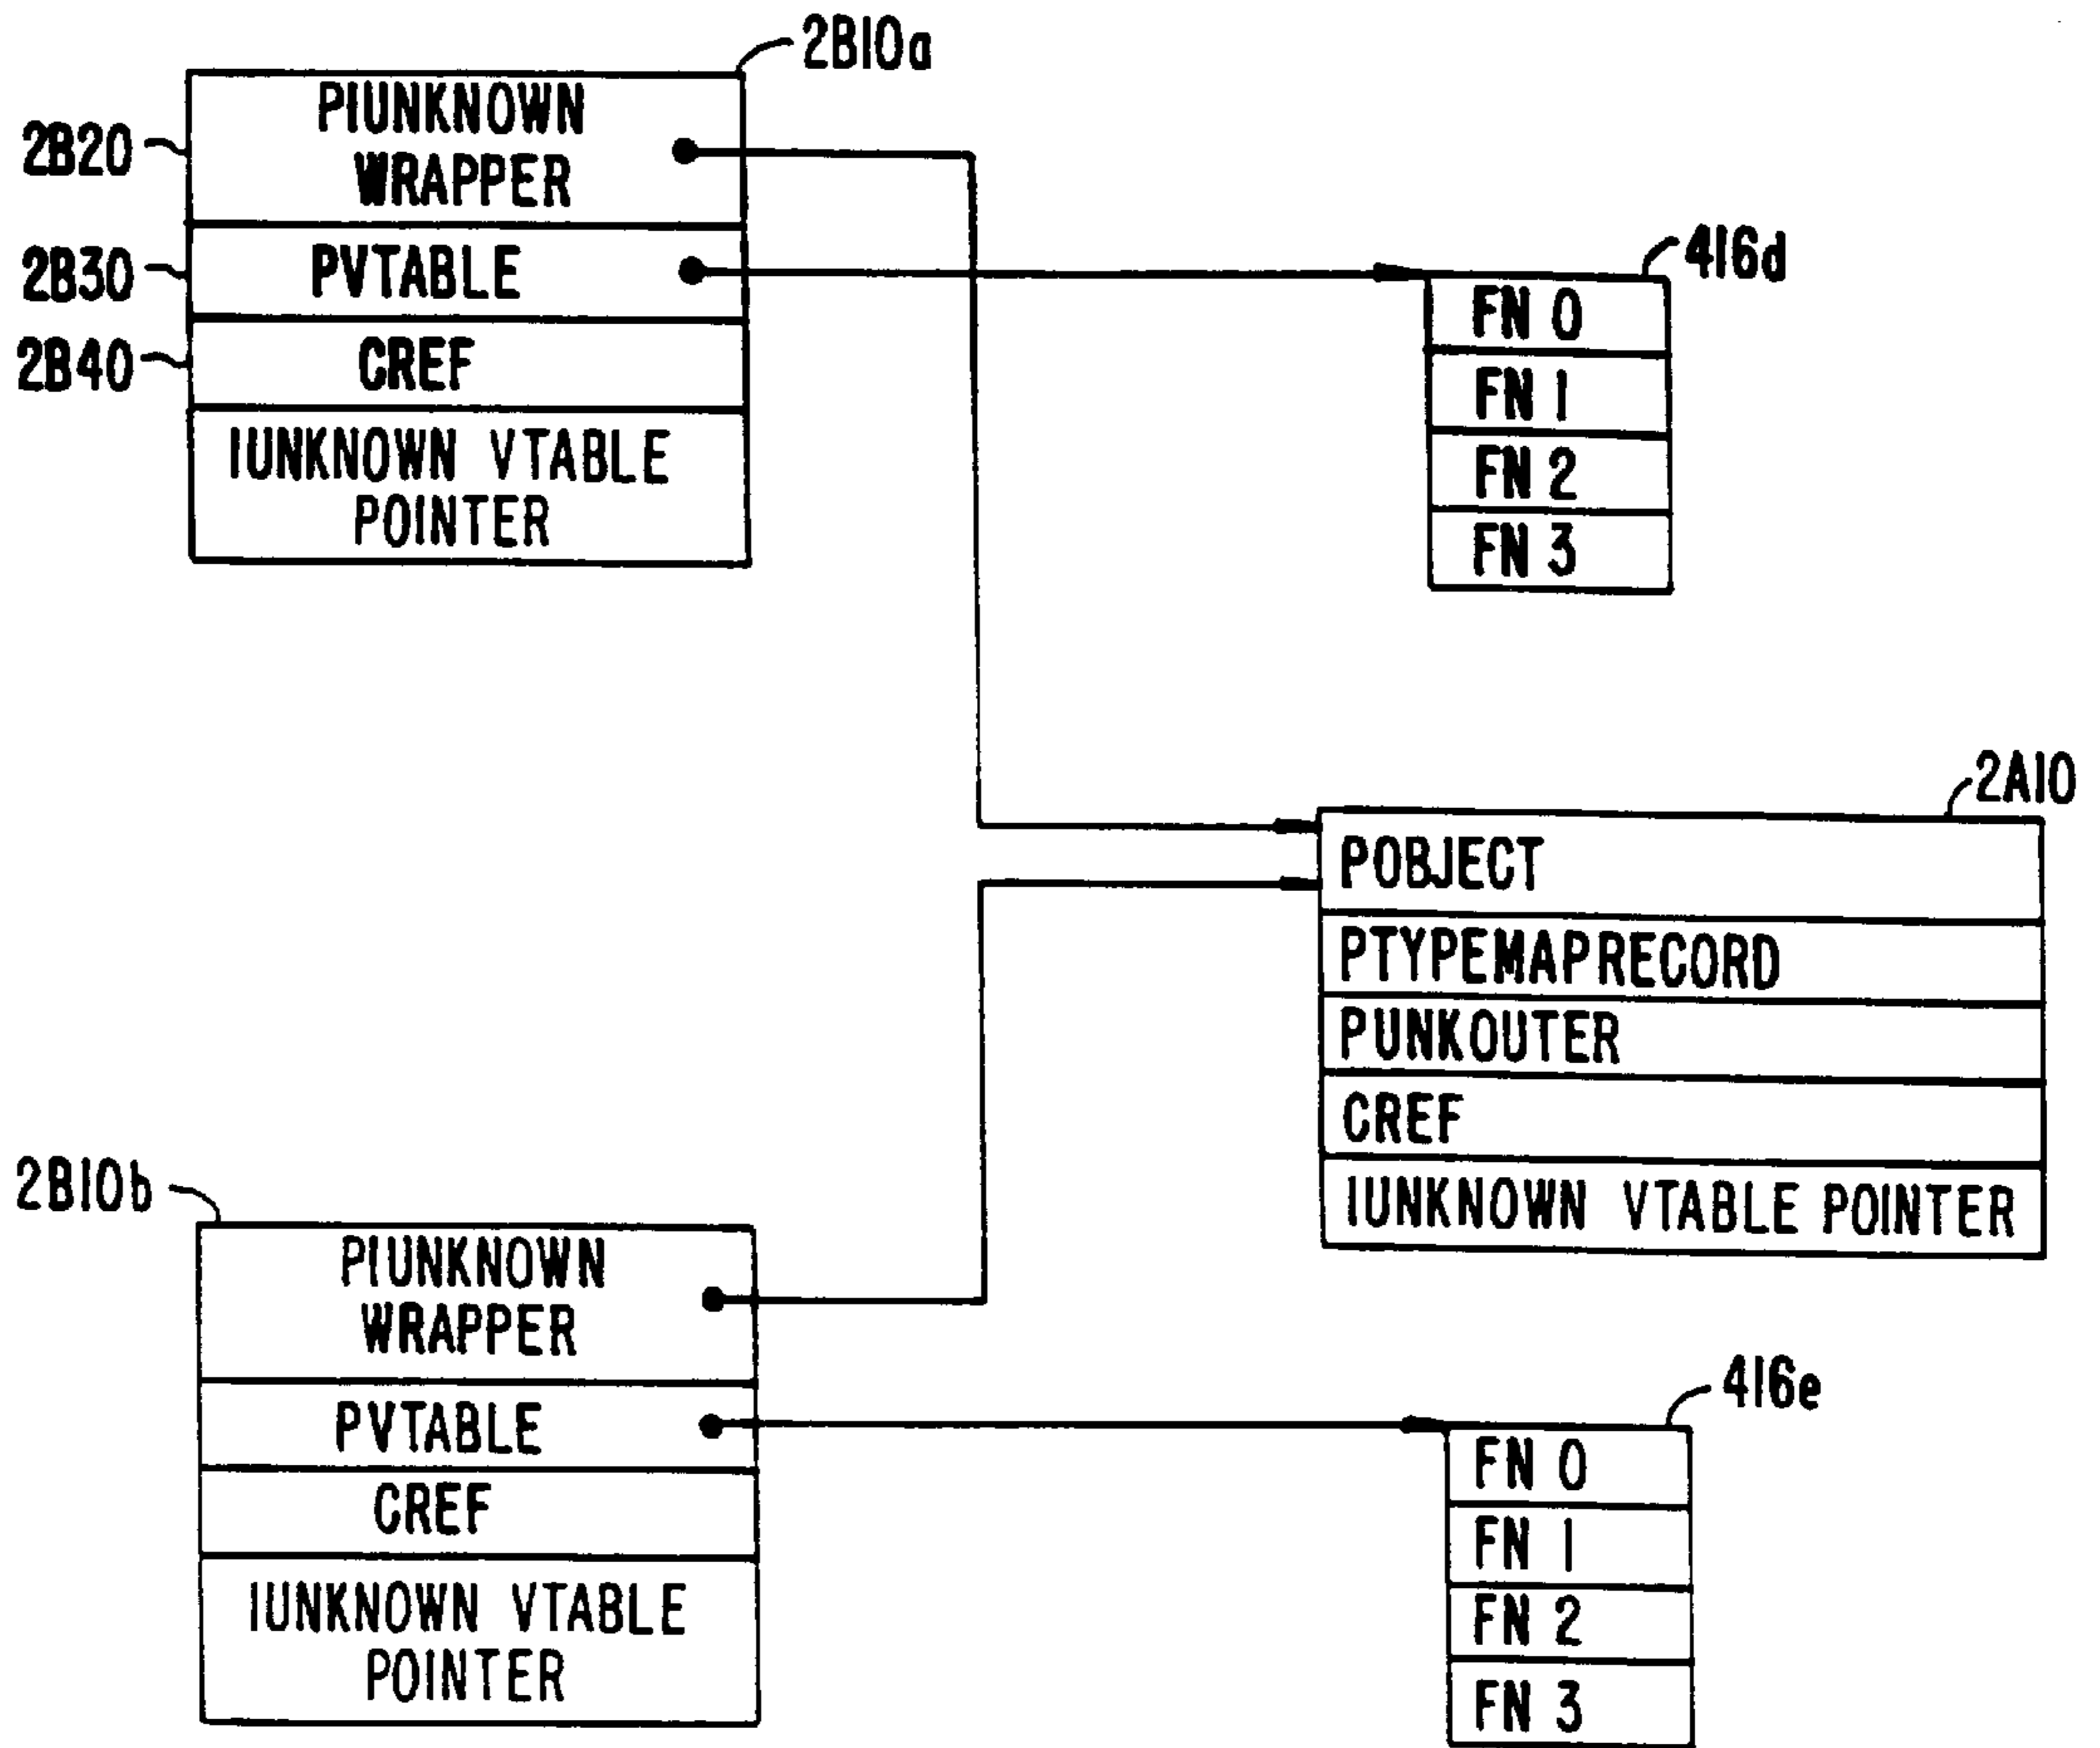 2B10a
PIUNKNOWN
WRAPPER
2B20
PVTABLE
2B30
CREF
2B40
IUNKNOWN VTABLE
POINTER
416d
FN 0
FN 1
FN 2
FN 3
2A10
POBJECT
PTYPEMAPRECORD
PUNKOUTER
CREF
IUNKNOWN VTABLE POINTER
2B10b
PIUNKNOWN
WRAPPER
PVTABLE
CREF
IUNKNOWN VTABLE
POINTER
416e
FN 0
FN 1
FN 2
FN 3